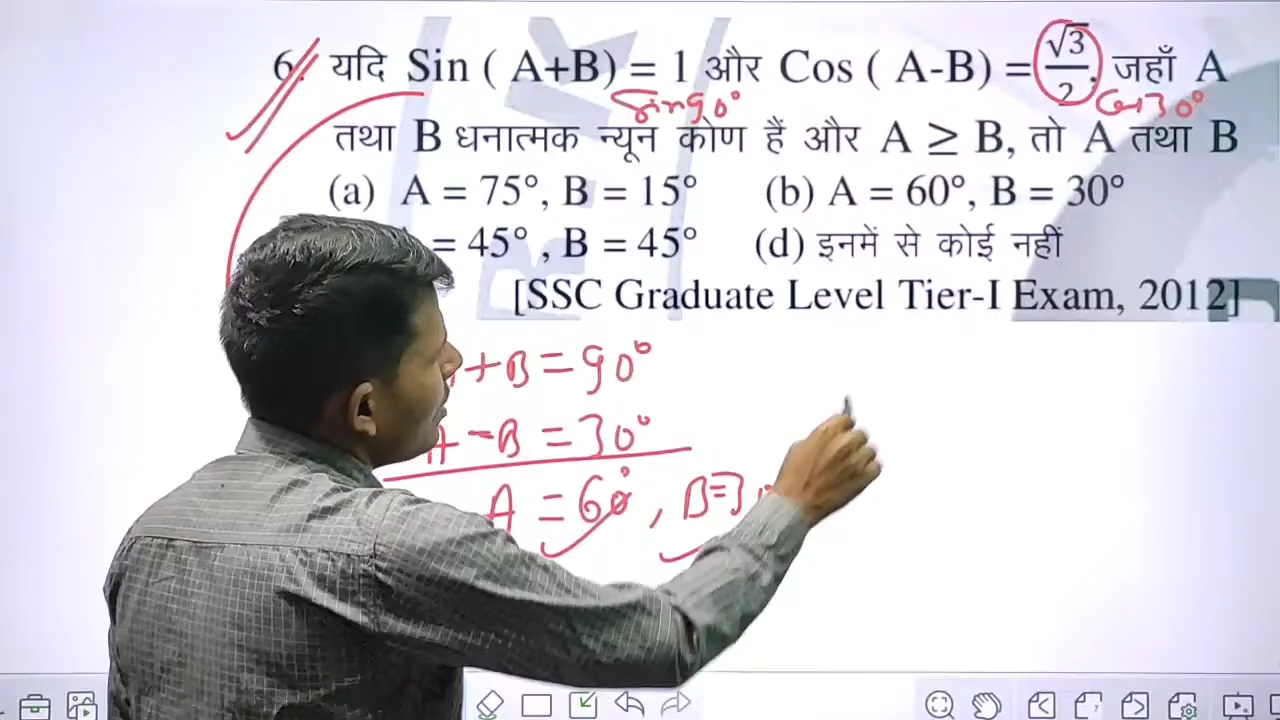 6. यदि Sin ( A+B) = 1 और Cos ( A-B) = √3/2, जहाँ A
Sin90° Cos30°
तथा B धनात्मक न्यून कोण हैं और A ≥ B, तो A तथा B
(a) A = 75°, B = 15° (b) A = 60°, B = 30°
= 45° , B = 45° (d) इनमें से कोई नहीं
[SSC Graduate Level Tier-I Exam, 2012]
A+B = 90°
A-B = 30°
A = 60°, B=30